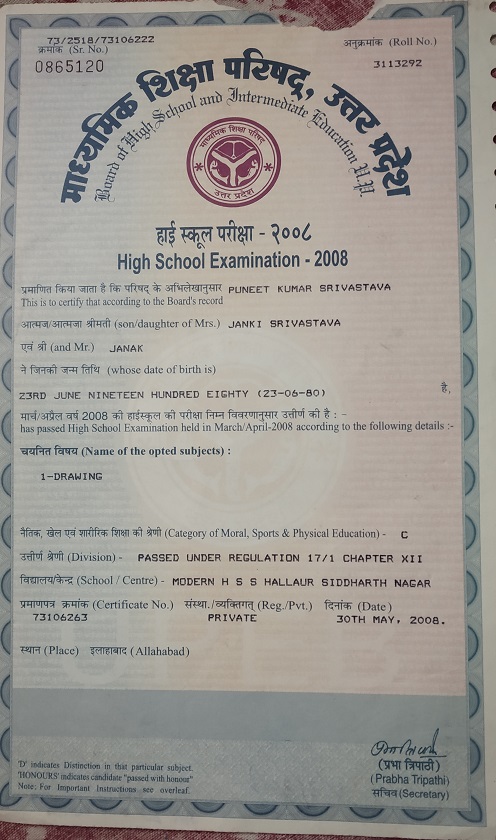 73/2518/73106222
क्रमांक (Sr. No.)
अनुक्रमांक (Roll No.)
0865120
3113292
माध्यमिक शिक्षा परिषद्, उत्तर प्रदेश
Board of High School and Intermediate Education U.P.
माध्यमिक शिक्षा परिषद
उत्तर प्रदेश
हाई स्कूल परीक्षा - २००८
High School Examination - 2008
प्रमाणित किया जाता है कि परिषद् के अभिलेखानुसार PUNEET KUMAR SRIVASTAVA
This is to certify that according to the Board's record
आत्मज/आत्मजा श्रीमती (son/daughter of Mrs.) JANKI SRIVASTAVA
एवं श्री (and Mr.) JANAK
ने जिनकी जन्म तिथि (whose date of birth is)
23RD JUNE NINETEEN HUNDRED EIGHTY (23-06-80) है,
मार्च/अप्रैल वर्ष 2008 की हाईस्कूल की परीक्षा निम्न विवरणानुसार उत्तीर्ण की है : –
has passed High School Examination held in March/April-2008 according to the following details :-
चयनित विषय (Name of the opted subjects) :
1-DRAWING
नैतिक, खेल एवं शारीरिक शिक्षा की श्रेणी (Category of Moral, Sports & Physical Education) - C
उत्तीर्ण श्रेणी (Division) - PASSED UNDER REGULATION 17/1 CHAPTER XII
विद्यालय/केन्द्र (School / Centre) - MODERN H S S HALLAUR SIDDHARTH NAGAR
प्रमाणपत्र क्रमांक (Certificate No.) संस्था./व्यक्तिगत् (Reg./Pvt.) दिनांक (Date)
73106263 PRIVATE 30TH MAY, 2008.
स्थान (Place) इलाहाबाद (Allahabad)
'D' indicates Distinction in that particular subject.
'HONOURS' indicates candidate "passed with honour"
Note: For Important Instructions see overleaf.
(प्रभा त्रिपाठी)
(Prabha Tripathi)
सचिव (Secretary)